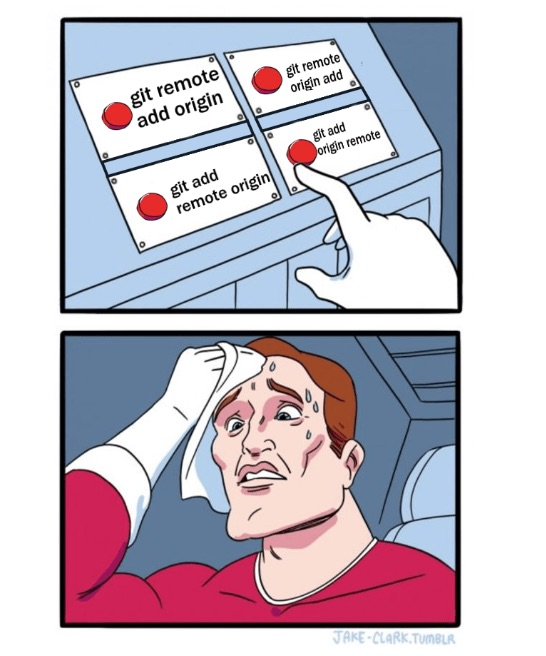 git remote
add origin
git remote
origin add
git add
remote origin
git add
origin remote
JAKE-CLARK.TUMBLR